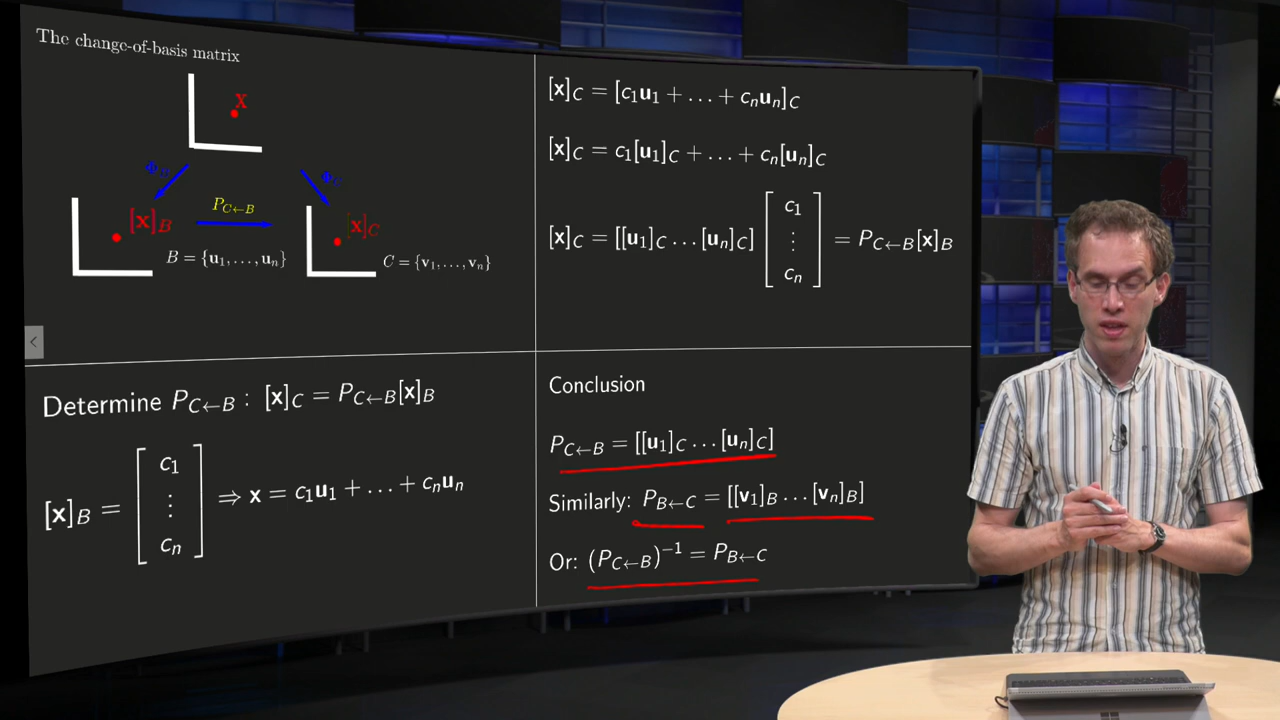 The change-of-basis matrix
x
Φ_B Φ_C
[x]_B P_{C←B} [x]_C
B = {u_1, . . . , u_n} C = {v_1, . . . , v_n}
[x]_C = [c_1u_1 + . . . + c_nu_n]_C
[x]_C = c_1[u_1]_C + . . . + c_n[u_n]_C
[x]_C = [[u_1]_C . . . [u_n]_C] [c_1 ⋮ c_n] = P_{C←B}[x]_B
Determine P_{C←B} : [x]_C = P_{C←B}[x]_B
[x]_B = [c_1 ⋮ c_n] ⇒ x = c_1u_1 + . . . + c_nu_n
Conclusion
P_{C←B} = [[u_1]_C . . . [u_n]_C]
Similarly: P_{B←C} = [[v_1]_B . . . [v_n]_B]
Or: (P_{C←B})^{-1} = P_{B←C}